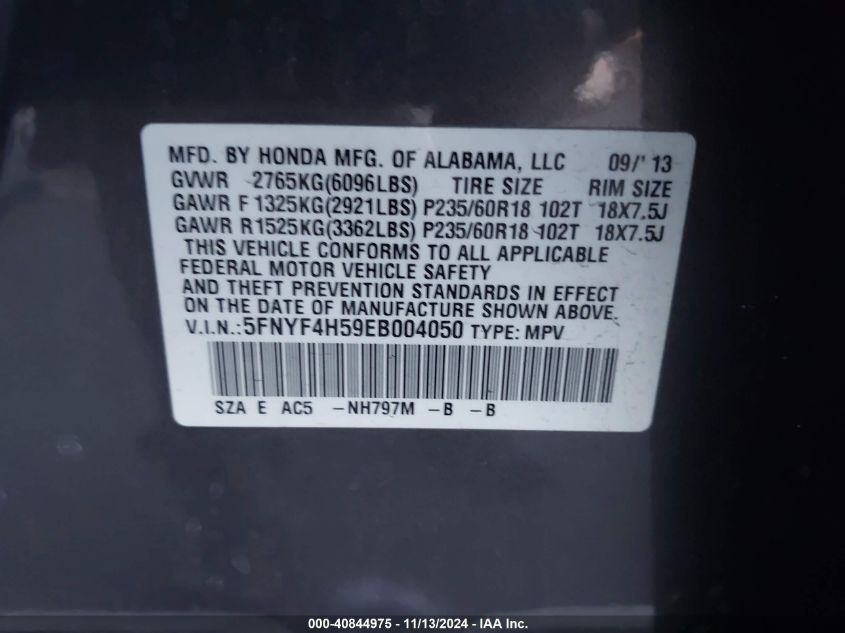 MFD. BY HONDA MFG. OF ALABAMA, LLC 09/' 13
GVWR 2765KG(6096LBS) TIRE SIZE RIM SIZE
GAWR F 1325KG(2921LBS) P235/60R18 102T 18X7.5J
GAWR R1525KG(3362LBS) P235/60R18 102T 18X7.5J
THIS VEHICLE CONFORMS TO ALL APPLICABLE
FEDERAL MOTOR VEHICLE SAFETY
AND THEFT PREVENTION STANDARDS IN EFFECT
ON THE DATE OF MANUFACTURE SHOWN ABOVE.
V.I.N.:5FNYF4H59EB004050 TYPE: MPV
SZA E AC5 -NH797M -B -B
000-40844975 - 11/13/2024 - IAA Inc.